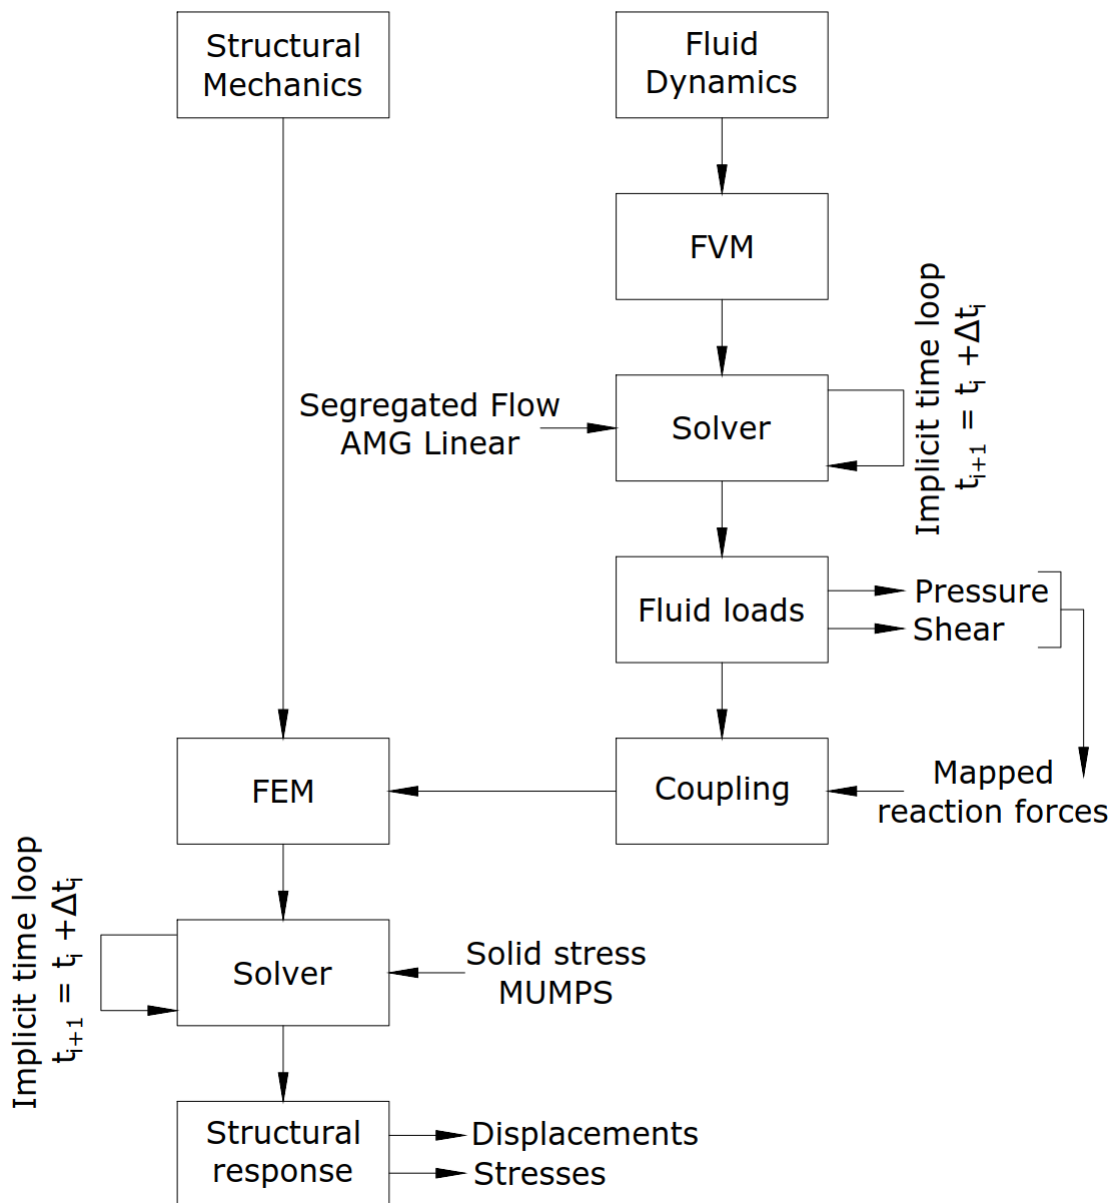 Structural
Mechanics
Fluid
Dynamics
FVM
Implicit time loop
tᵢ₊₁ = tᵢ +Δtᵢ
Segregated Flow
AMG Linear
Solver
Fluid loads
Pressure
Shear
FEM
Coupling
Mapped
reaction forces
Implicit time loop
tᵢ₊₁ = tᵢ +Δtᵢ
Solver
Solid stress
MUMPS
Structural
response
Displacements
Stresses